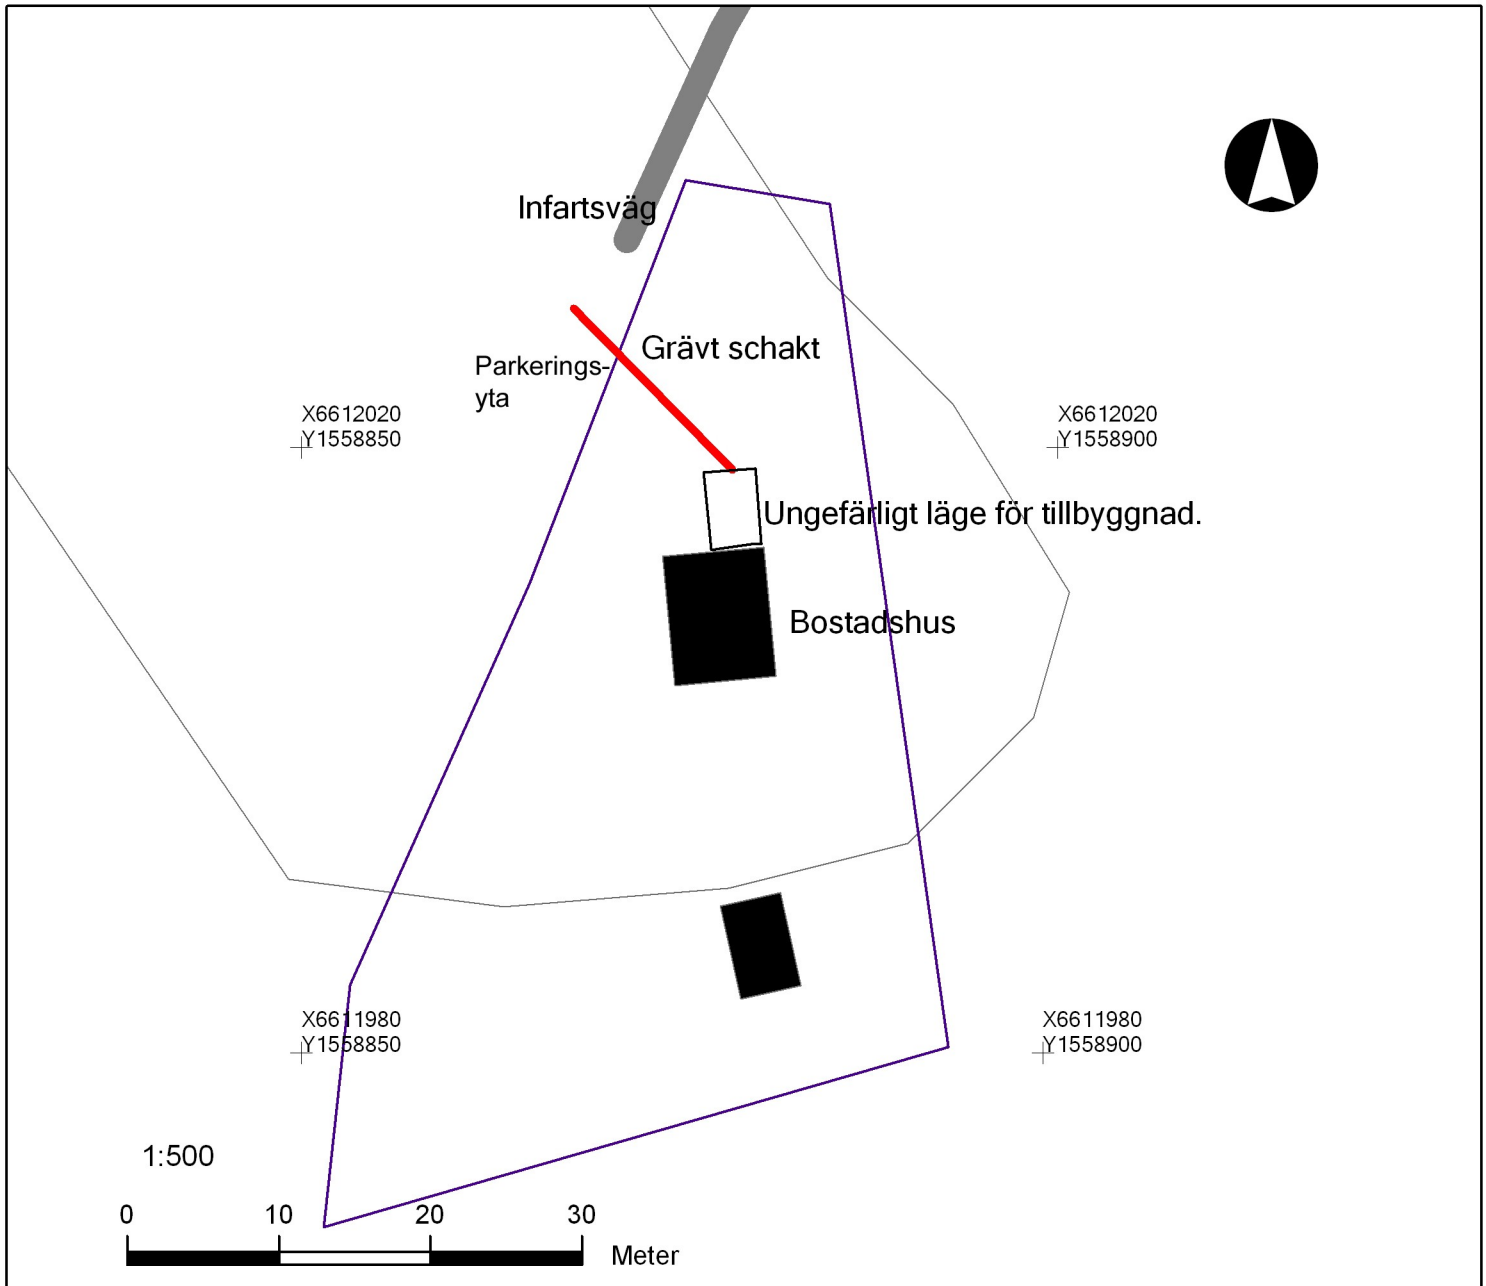 Infartsväg
Grävt schakt
Parkerings-
yta
X6612020
Y1558850
X6612020
Y1558900
Ungefärligt läge för tillbyggnad.
Bostadshus
X6611980
Y1558850
X6611980
Y1558900
1:500
0 10 20 30
Meter